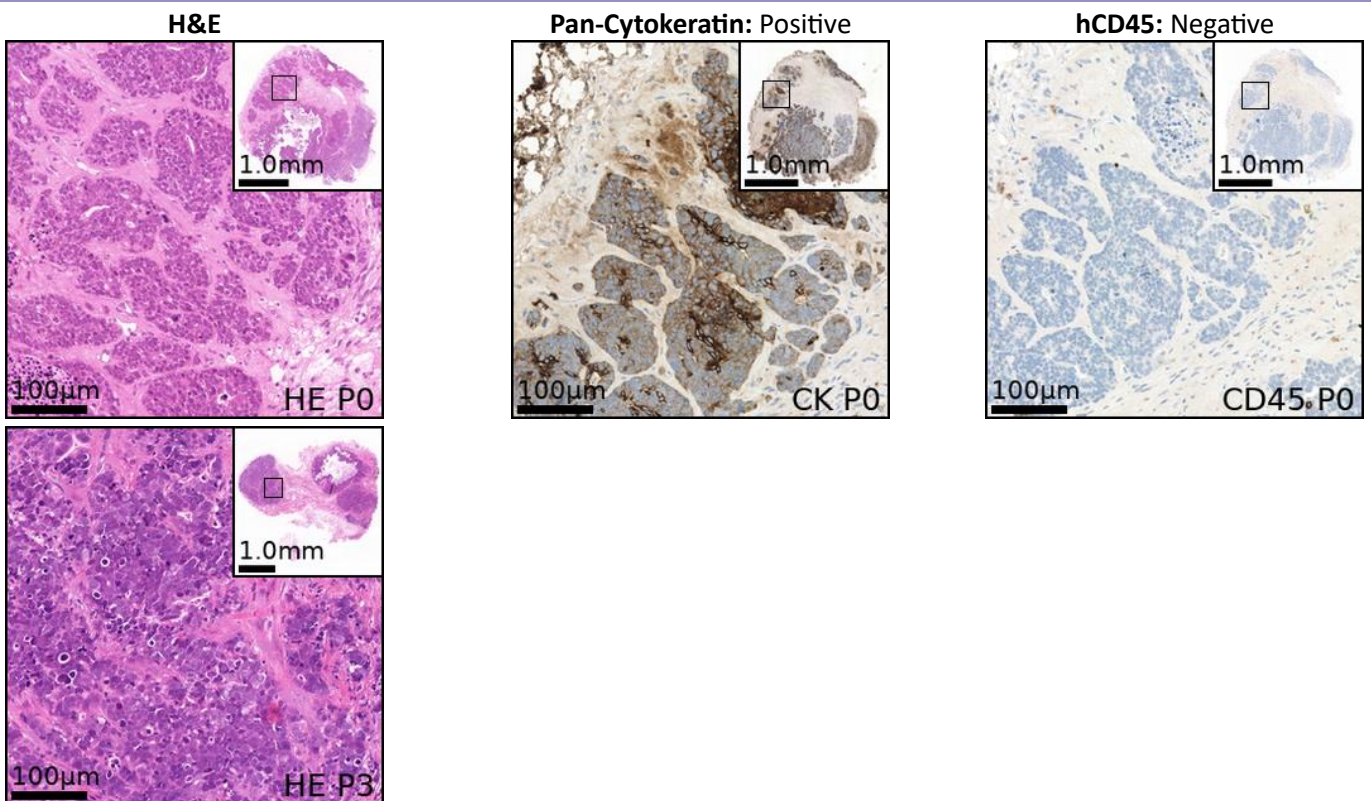 H&E
Pan-Cytokeratin: Positive
hCD45: Negative
1.0mm
100μm
HE P0
1.0mm
100μm
CK P0
1.0mm
100μm
CD45 P0
1.0mm
100μm
HE P3